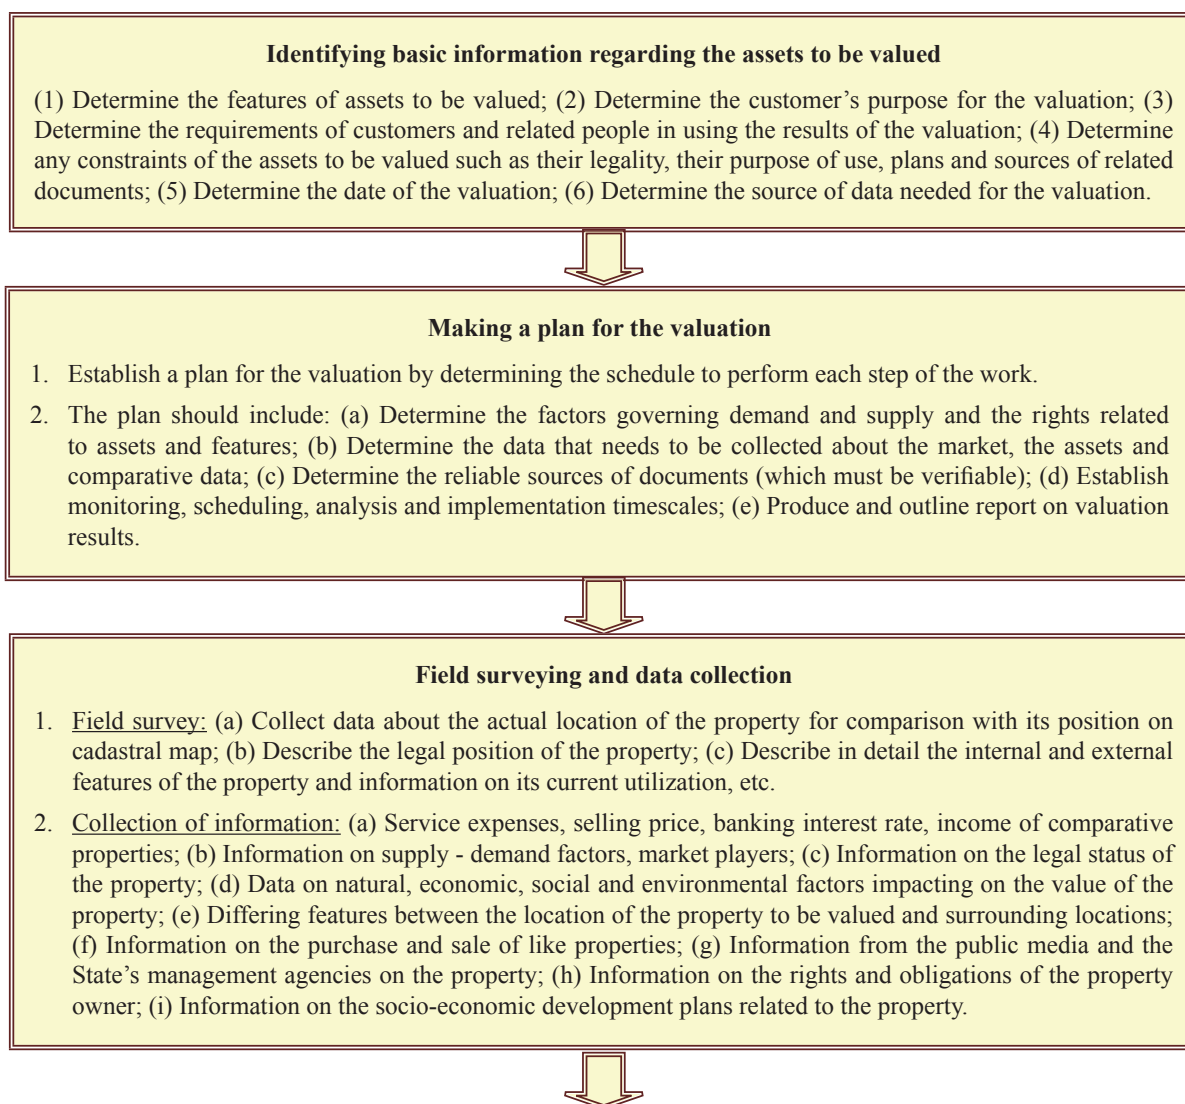 Identifying basic information regarding the assets to be valued
(1) Determine the features of assets to be valued; (2) Determine the customer’s purpose for the valuation; (3)
Determine the requirements of customers and related people in using the results of the valuation; (4) Determine
any constraints of the assets to be valued such as their legality, their purpose of use, plans and sources of related
documents; (5) Determine the date of the valuation; (6) Determine the source of data needed for the valuation.
Making a plan for the valuation
1. Establish a plan for the valuation by determining the schedule to perform each step of the work.
2. The plan should include: (a) Determine the factors governing demand and supply and the rights related
to assets and features; (b) Determine the data that needs to be collected about the market, the assets and
comparative data; (c) Determine the reliable sources of documents (which must be verifiable); (d) Establish
monitoring, scheduling, analysis and implementation timescales; (e) Produce and outline report on valuation
results.
Field surveying and data collection
1. Field survey: (a) Collect data about the actual location of the property for comparison with its position on
cadastral map; (b) Describe the legal position of the property; (c) Describe in detail the internal and external
features of the property and information on its current utilization, etc.
2. Collection of information: (a) Service expenses, selling price, banking interest rate, income of comparative
properties; (b) Information on supply - demand factors, market players; (c) Information on the legal status of
the property; (d) Data on natural, economic, social and environmental factors impacting on the value of the
property; (e) Differing features between the location of the property to be valued and surrounding locations;
(f) Information on the purchase and sale of like properties; (g) Information from the public media and the
State’s management agencies on the property; (h) Information on the rights and obligations of the property
owner; (i) Information on the socio-economic development plans related to the property.